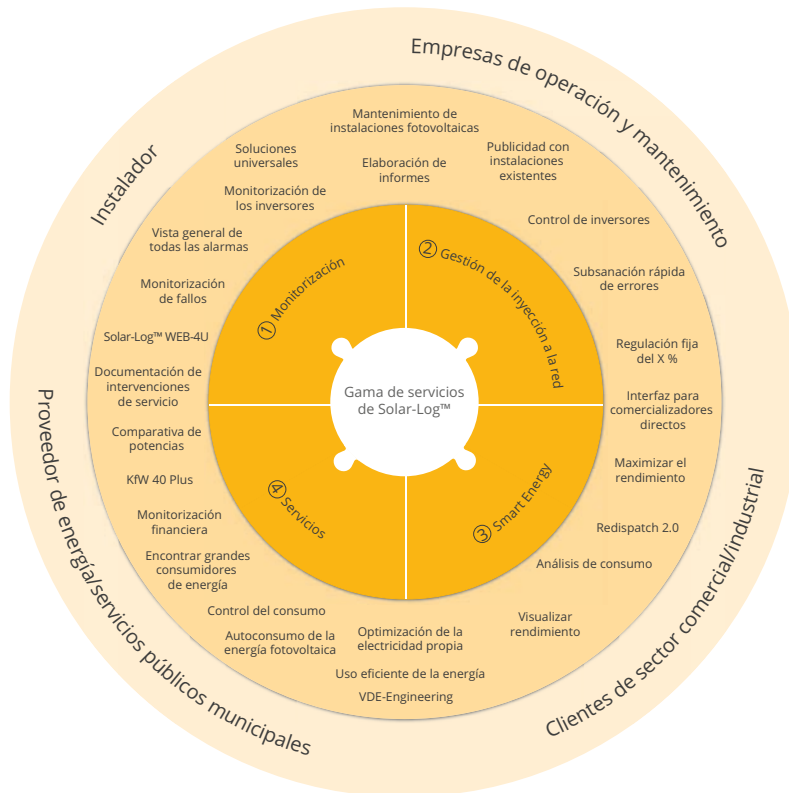 Empresas de operación y mantenimiento
Instalador
Mantenimiento de
instalaciones fotovoltaicas
Soluciones
universales
Elaboración de
informes
Publicidad con
instalaciones
existentes
Monitorización de
los inversores
Control de inversores
Vista general de
todas las alarmas
Subsanación rápida
de errores
Monitorización
de fallos
Solar-Log™ WEB-4U
Regulación fija
del X %
Documentación de
intervenciones
de servicio
Interfaz para
comercializadores
directos
Comparativa de
potencias
Maximizar el
rendimiento
KfW 40 Plus
Monitorización
financiera
Redispatch 2.0
Encontrar grandes
consumidores
de energía
Análisis de consumo
Control del consumo
Visualizar
rendimiento
Autoconsumo de la
energía fotovoltaica
Optimización de la
electricidad propia
Uso eficiente de la energía
VDE-Engineering
① Monitorización
② Gestión de la inyección a la red
Gama de servicios
de Solar-Log™
③ Smart Energy
④ Servicios
Proveedor de energía/servicios públicos municipales
Clientes de sector comercial/industrial